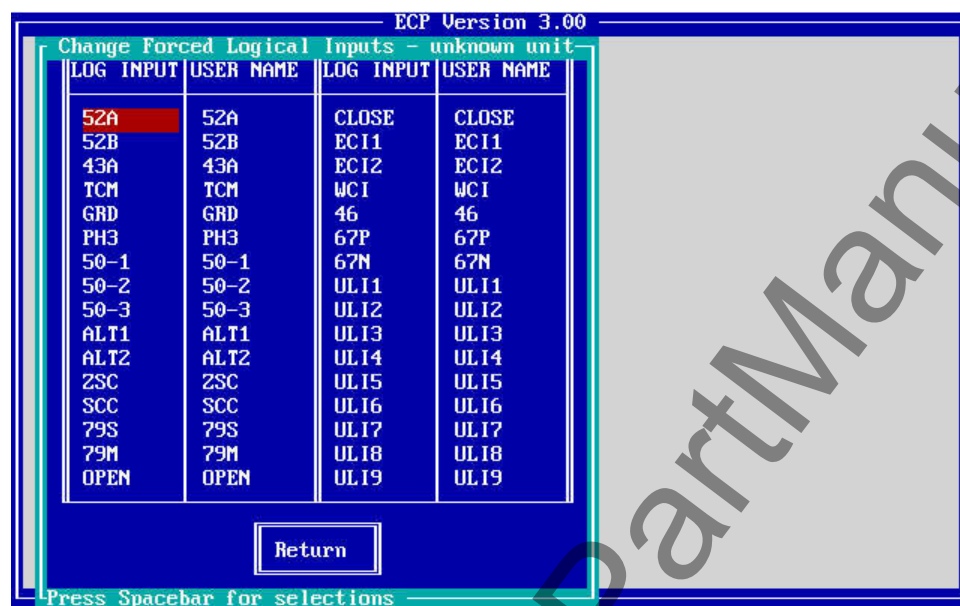 ECP Version 3.00
Change Forced Logical Inputs - unknown unit
LOG INPUT USER NAME LOG INPUT USER NAME
52A 52A CLOSE CLOSE
52B 52B ECI1 ECI1
43A 43A ECI2 ECI2
TCM TCM WCI WCI
GRD GRD 46 46
PH3 PH3 67P 67P
50-1 50-1 67N 67N
50-2 50-2 ULI1 ULI1
50-3 50-3 ULI2 ULI2
ALT1 ALT1 ULI3 ULI3
ALT2 ALT2 ULI4 ULI4
ZSC ZSC ULI5 ULI5
SCC SCC ULI6 ULI6
79S 79S ULI7 ULI7
79M 79M ULI8 ULI8
OPEN OPEN ULI9 ULI9
Return
Press Spacebar for selections